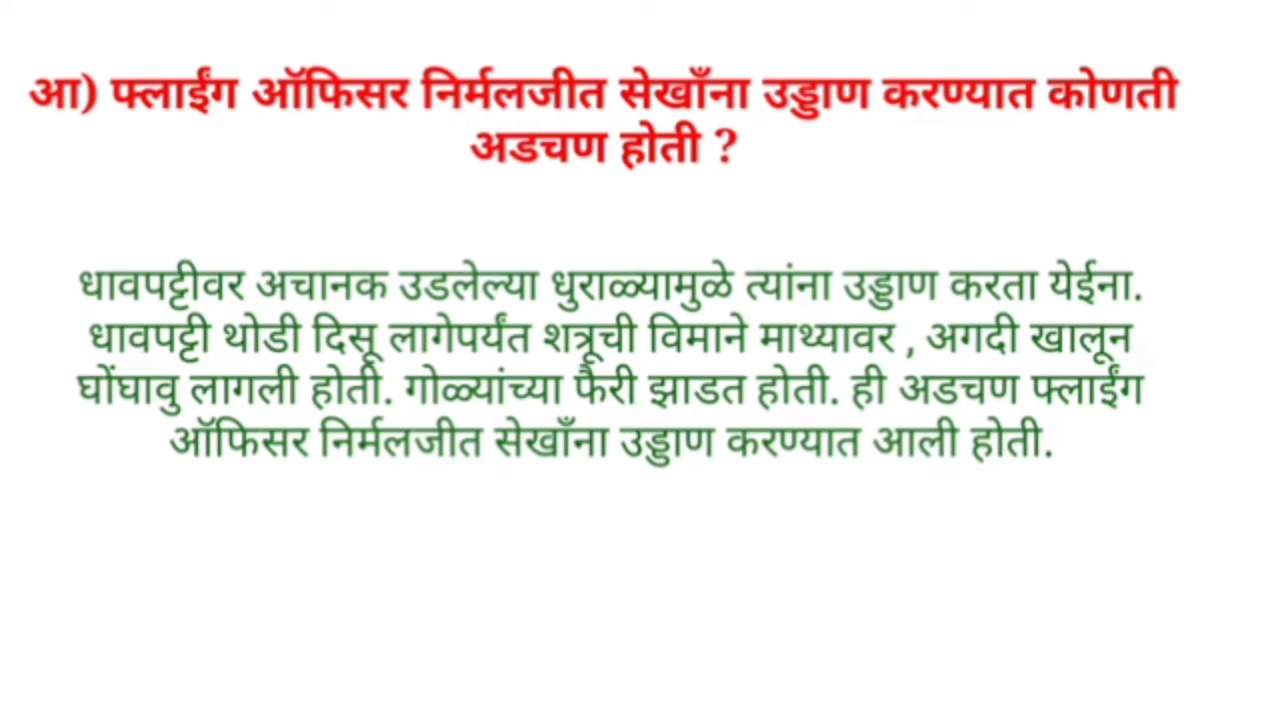 आ) फ्लाईंग ऑफिसर निर्मलजीत सेखाँना उड्डाण करण्यात कोणती
अडचण होती ?
धावपट्टीवर अचानक उडलेल्या धुराळ्यामुळे त्यांना उड्डाण करता येईना.
धावपट्टी थोडी दिसू लागेपर्यंत शत्रूची विमाने माथ्यावर , अगदी खालून
घोंघावु लागली होती. गोळ्यांच्या फैरी झाडत होती. ही अडचण फ्लाईंग
ऑफिसर निर्मलजीत सेखाँना उड्डाण करण्यात आली होती.